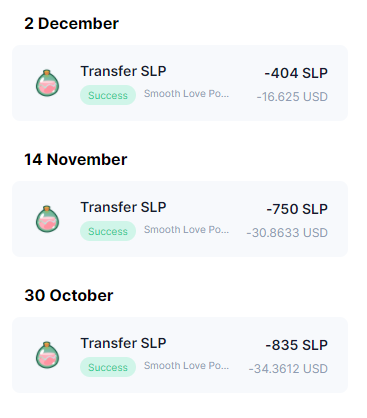 2 December
Transfer SLP
-404 SLP
Success
Smooth Love Po...
-16.625 USD
14 November
Transfer SLP
-750 SLP
Success
Smooth Love Po...
-30.8633 USD
30 October
Transfer SLP
-835 SLP
Success
Smooth Love Po...
-34.3612 USD